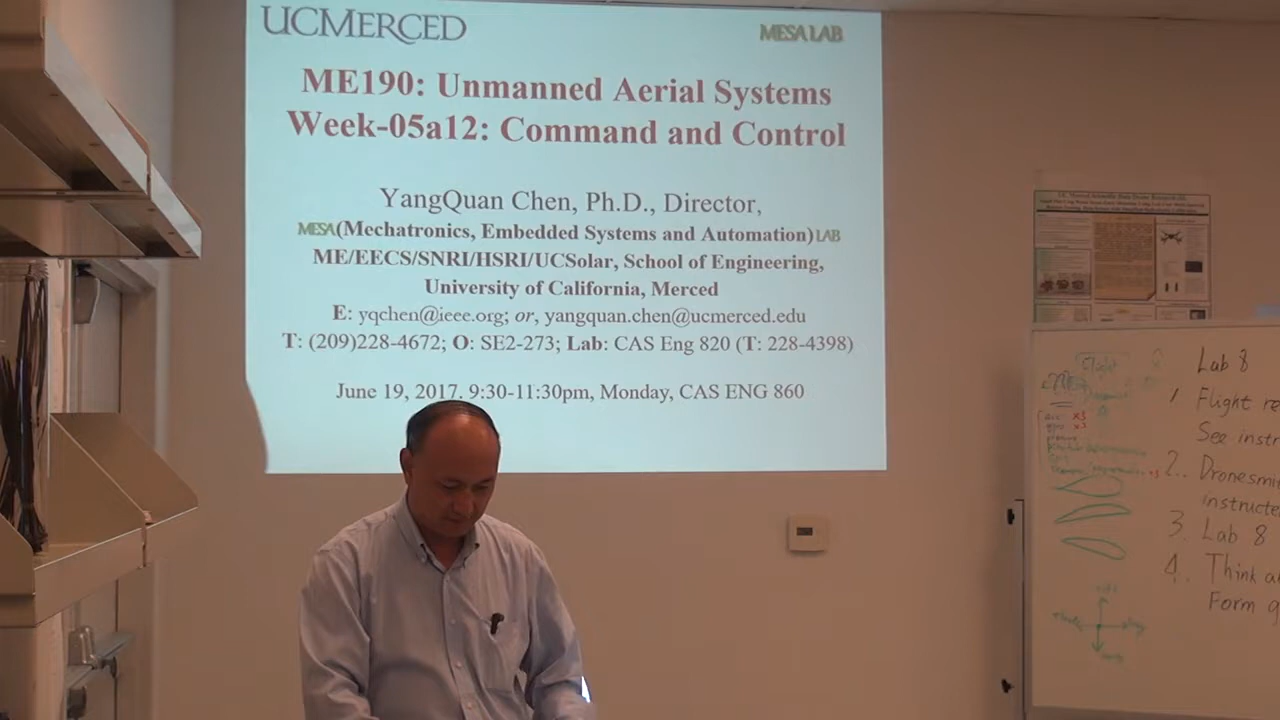 UCMERCED
MESA LAB
ME190: Unmanned Aerial Systems
Week-05a12: Command and Control
YangQuan Chen, Ph.D., Director,
MESA(Mechatronics, Embedded Systems and Automation)LAB
ME/EECS/SNRI/HSRI/UCSolar, School of Engineering,
University of California, Merced
E: yqchen@ieee.org; or, yangquan.chen@ucmerced.edu
T: (209)228-4672; O: SE2-273; Lab: CAS Eng 820 (T: 228-4398)
June 19, 2017. 9:30-11:30pm, Monday, CAS ENG 860
Lab 8
1 Flight re
See instr
2.. Dronesmi
instructe
3. Lab 8
4. Think a
Form g